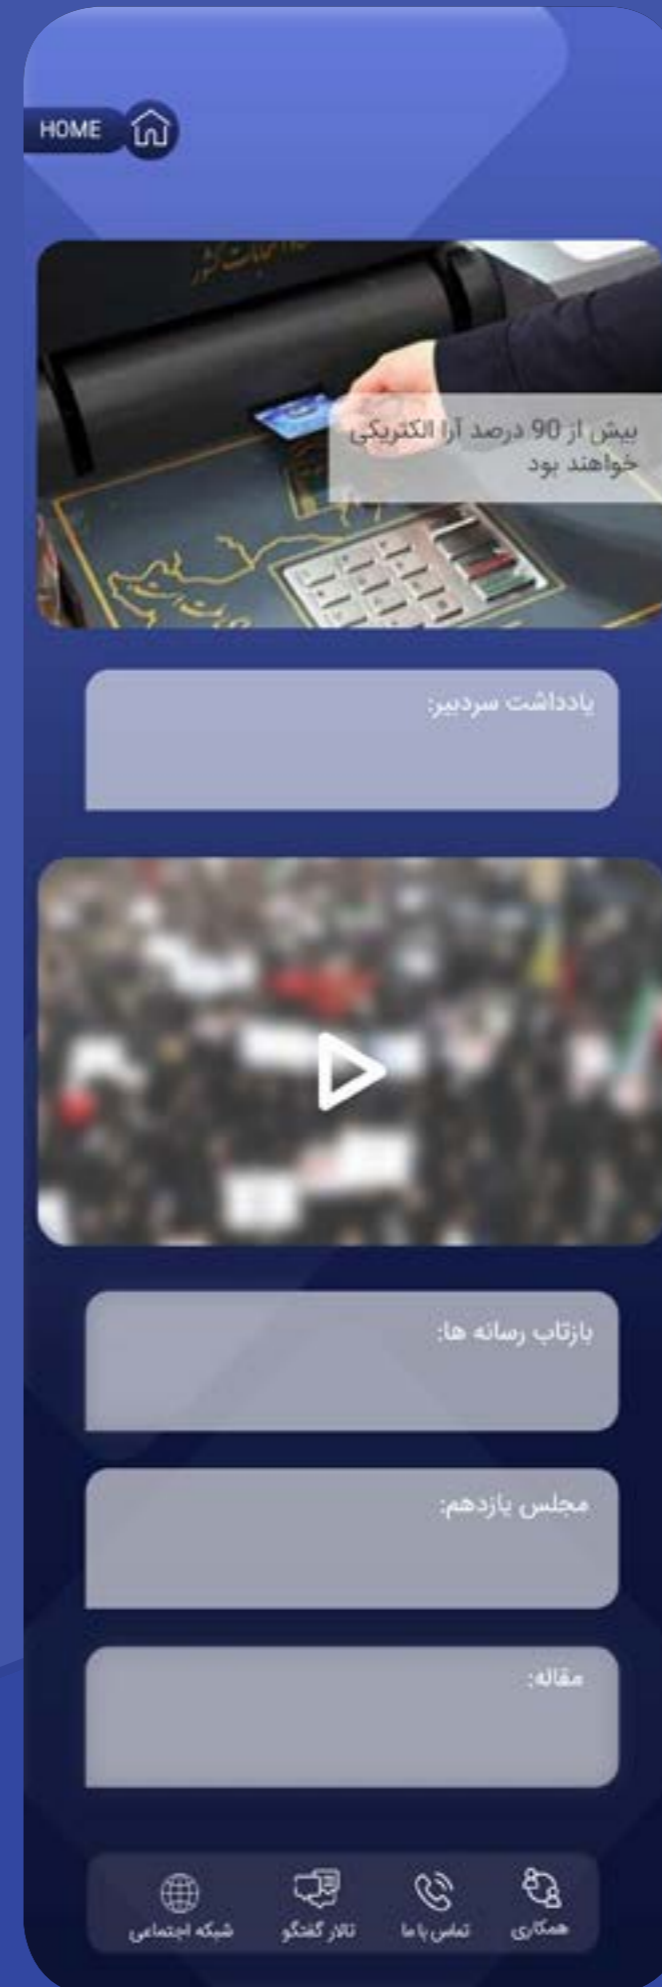 HOME
بیش از 90 درصد آرا الکتریکی
خواهند بود
یادداشت سردبیر:
بازتاب رسانه ها:
مجلس یازدهم:
مقاله:
همکاری
تماس با ما
تالار گفتگو
شبکه اجتماعی